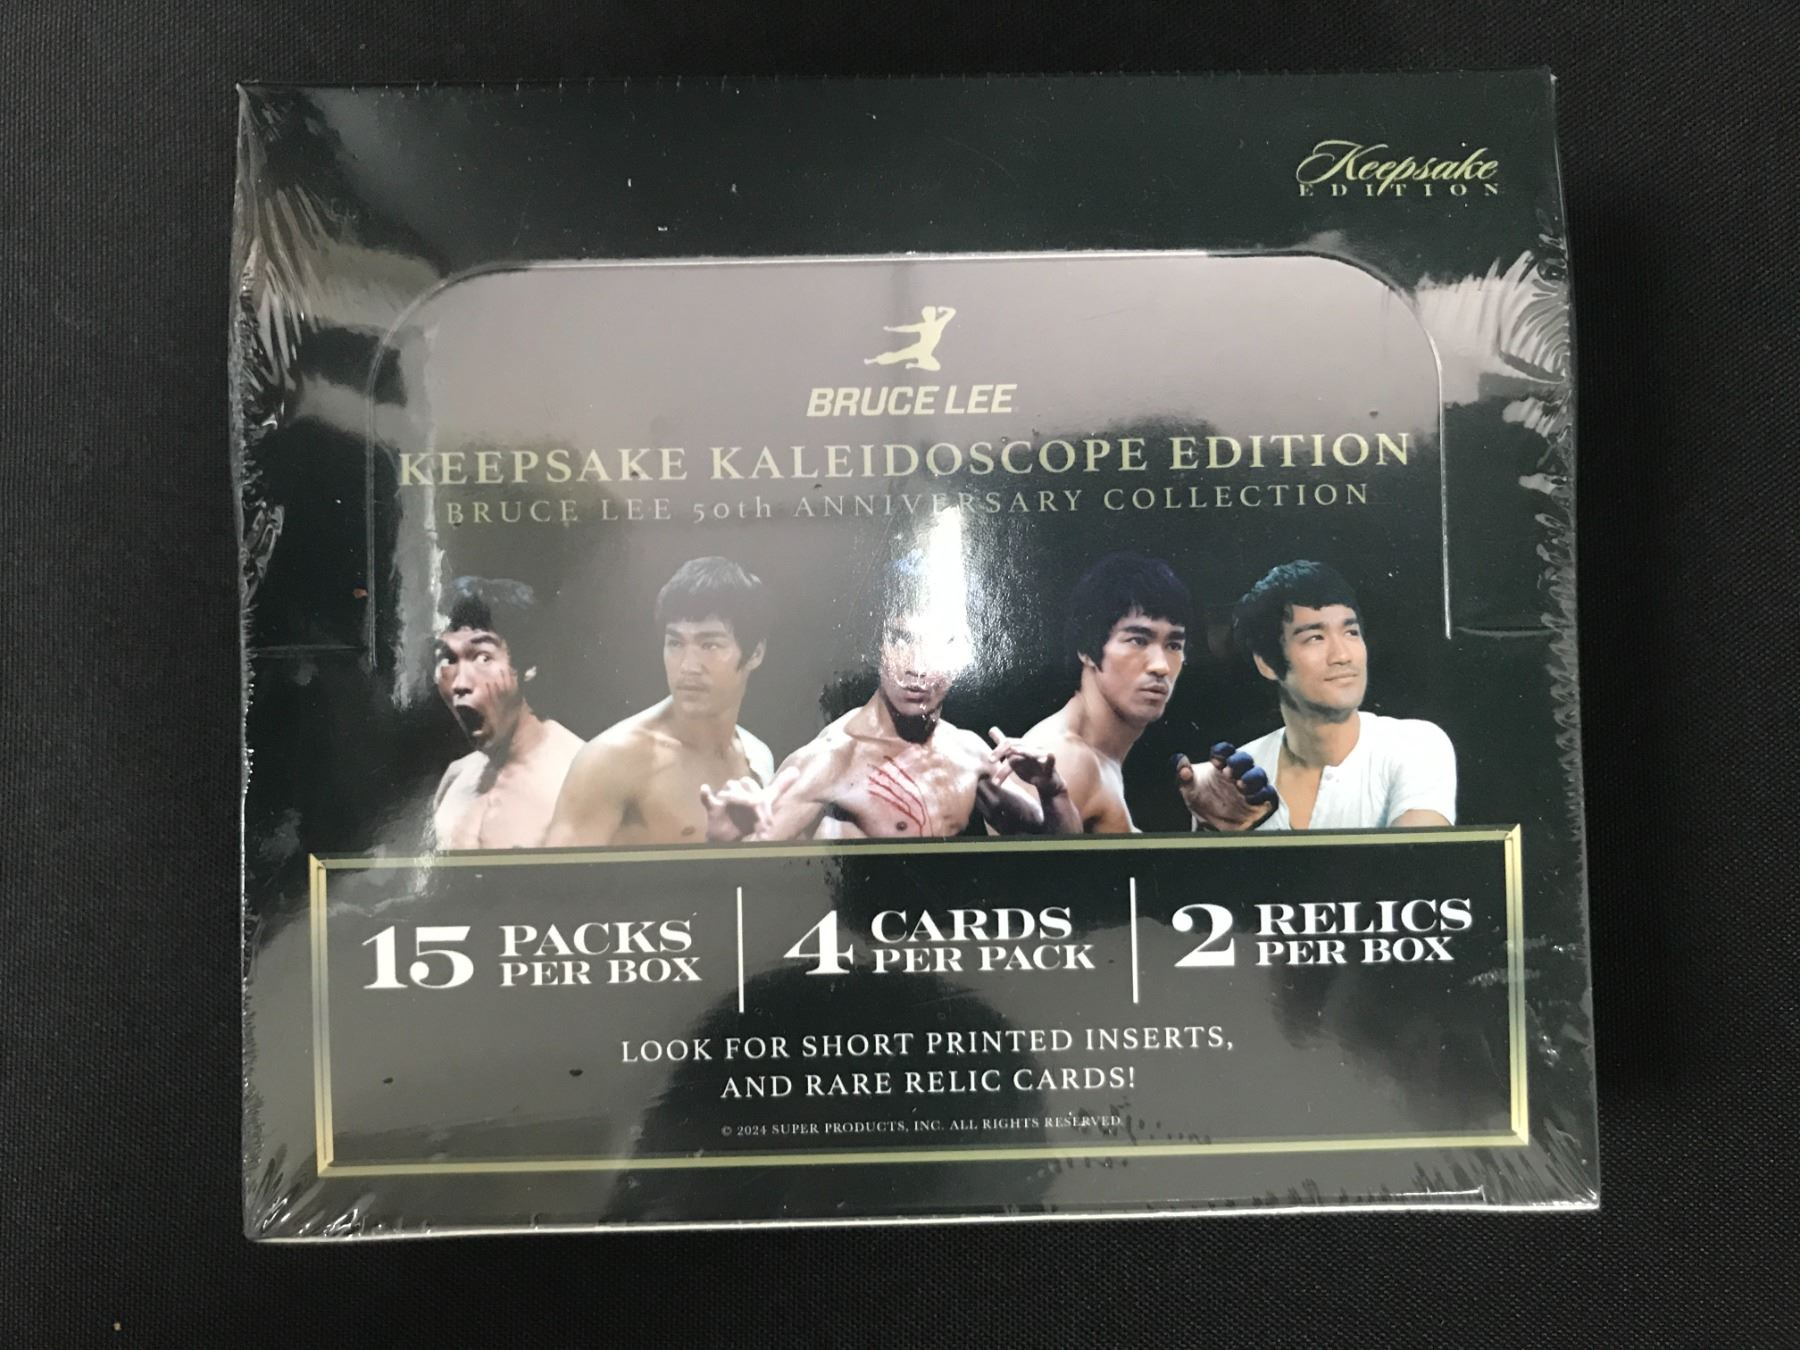 Keepsake
EDITION
BRUCE LEE
KEEPSAKE KALEIDOSCOPE EDITION
BRUCE LEE 50th ANNIVERSARY COLLECTION
15 PACKS PER BOX
4 CARDS PER PACK
2 RELICS PER BOX
LOOK FOR SHORT PRINTED INSERTS,
AND RARE RELIC CARDS!
© 2024 SUPER PRODUCTS, INC. ALL RIGHTS RESERVED